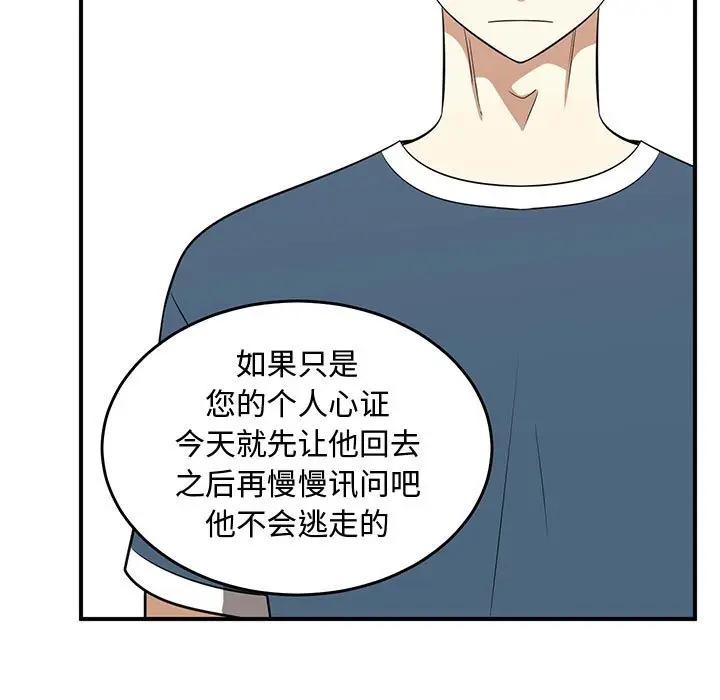 如果只是
您的个人心证
今天就先让他回去
之后再慢慢讯问吧
他不会逃走的